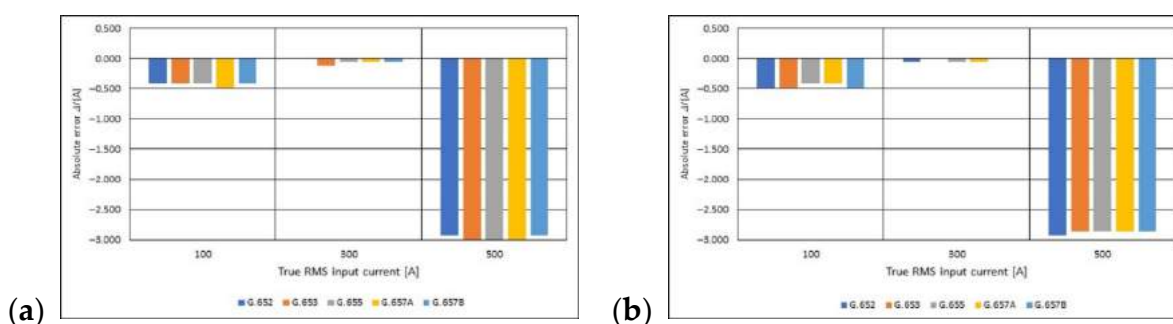 0.500
0.000
−0.500
−1.000
−1.500
−2.000
−2.500
−3.000
Absolute error ΔI[A]
100 300 500
True RMS input current [A]
G.652 G.653 G.655 G.657A G.657B
(a)
0.500
0.000
−0.500
−1.000
−1.500
−2.000
−2.500
−3.000
Absolute error ΔI[A]
100 300 500
True RMS input current [A]
G.652 G.653 G.655 G.657A G.657B
(b)